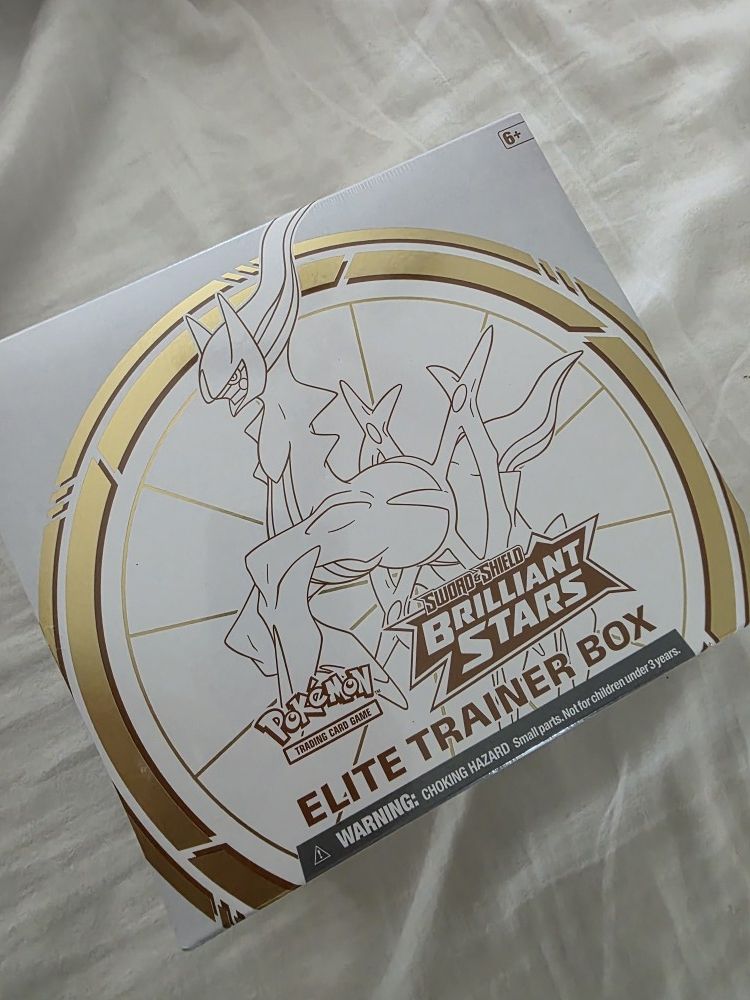 6+
SWORD & SHIELD
BRILLIANT
STARS
POKéMON
TRADING CARD GAME
ELITE TRAINER BOX
WARNING: CHOKING HAZARD Small parts. Not for children under 3 years.